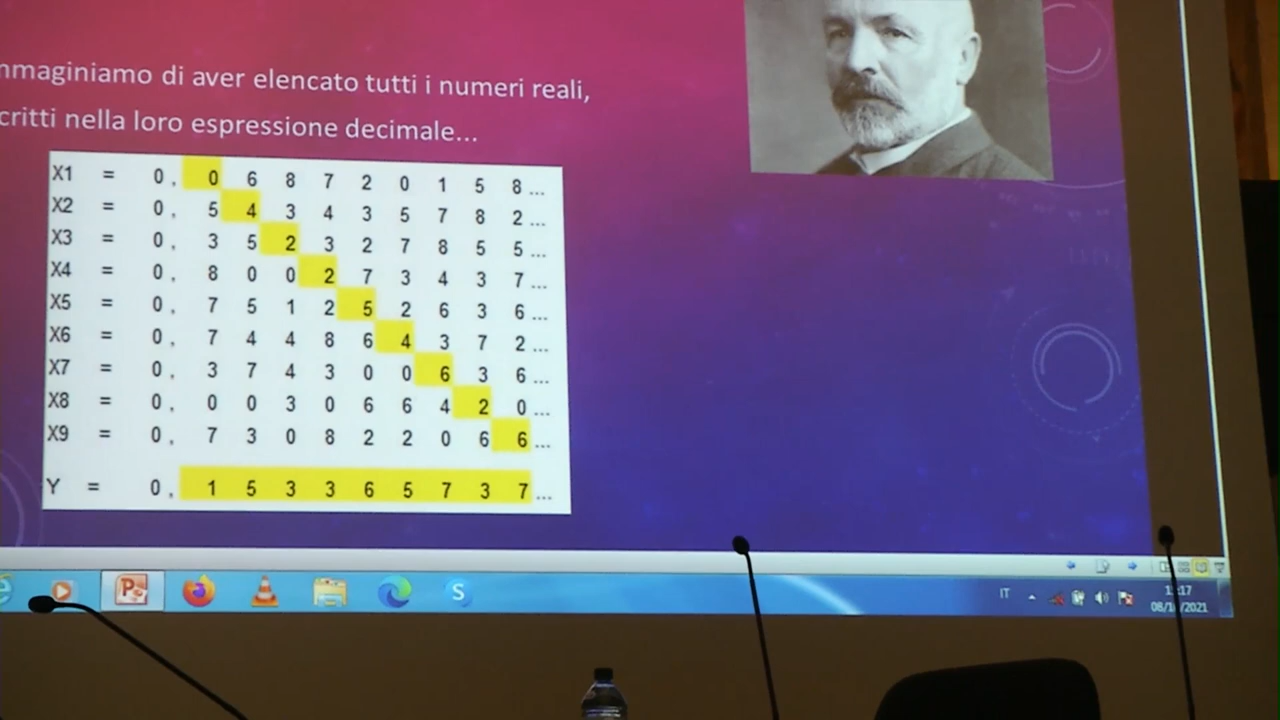 mmaginiamo di aver elencato tutti i numeri reali,
critti nella loro espressione decimale...
X1 = 0, 0 6 8 7 2 0 1 5 8 ...
X2 = 0, 5 4 3 4 3 5 7 8 2 ...
X3 = 0, 3 5 2 3 2 7 8 5 5 ...
X4 = 0, 8 0 0 2 7 3 4 3 7 ...
X5 = 0, 7 5 1 2 5 2 6 3 6 ...
X6 = 0, 7 4 4 8 6 4 3 7 2 ...
X7 = 0, 3 7 4 3 0 0 6 3 6 ...
X8 = 0, 0 0 3 0 6 6 4 2 0 ...
X9 = 0, 7 3 0 8 2 2 0 6 6 ...
Y = 0, 1 5 3 3 6 5 7 3 7 ...
IT